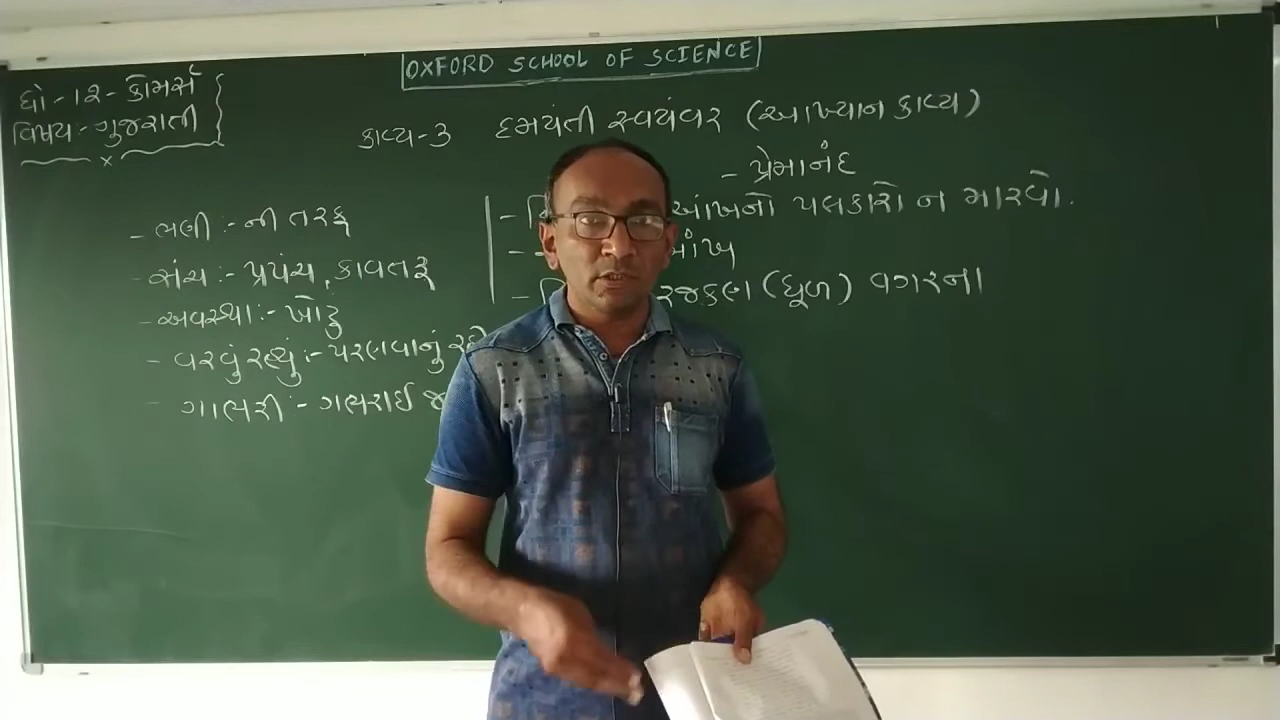 OXFORD SCHOOL OF SCIENCE
ધો-૧૨-કોમર્સ
વિષય-ગુજરાતી
કાવ્ય-૩ દમયંતી સ્વયંવર (આખ્યાન કાવ્ય)
- પ્રેમાનંદ
- ભણી :- ની તરફ
- સંચ :- પ્રપંચ, કાવતરૂ
- અવસ્થા :- ખોટું
- વરવું રહ્યું :- પરણવાનું
- ગાભરી :- ગભરાઈ
આંખનો પલકારો ન મારવો.
આંખ
રજકણ (ધૂળ) વગરના